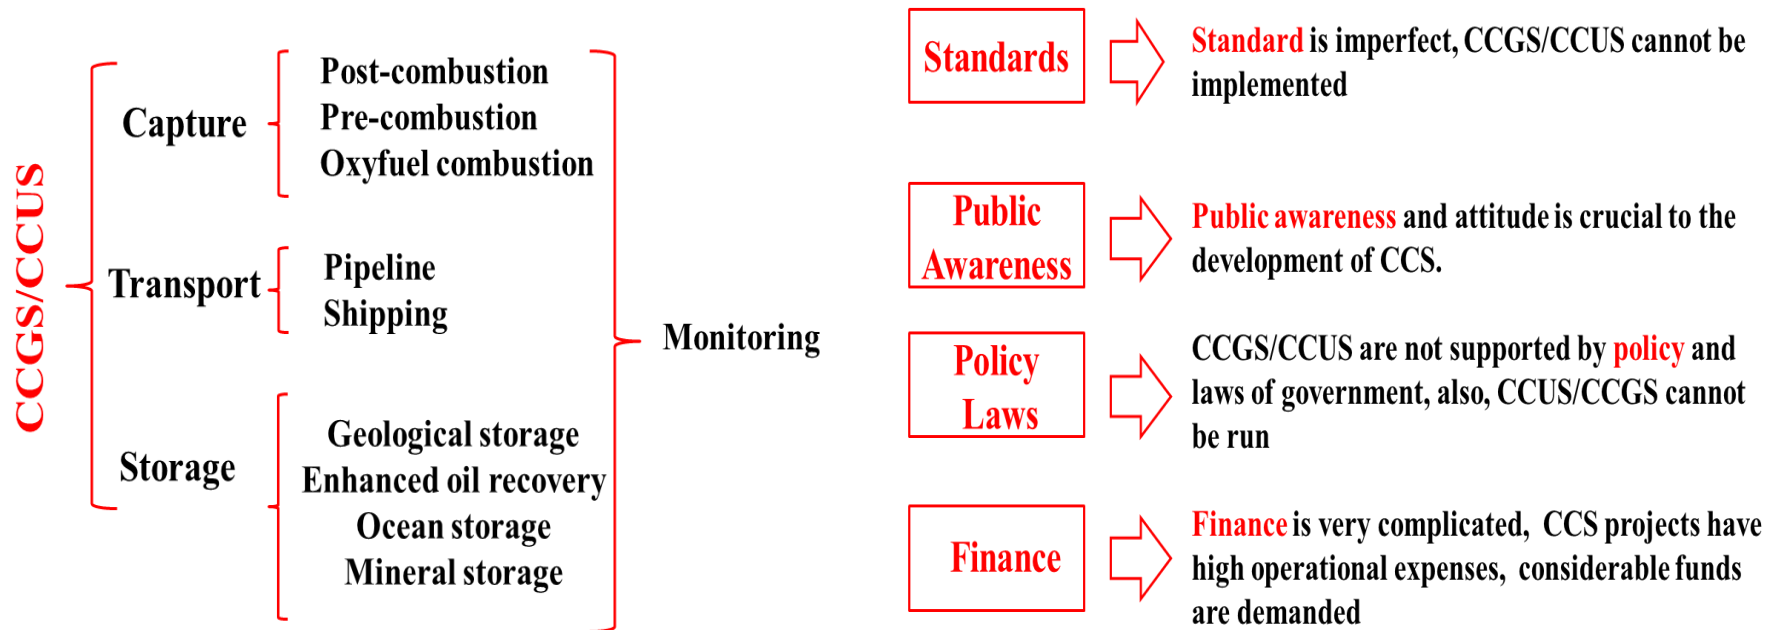 CCGS/CCUS
Capture
Post-combustion
Pre-combustion
Oxyfuel combustion
Transport
Pipeline
Shipping
Storage
Geological storage
Enhanced oil recovery
Ocean storage
Mineral storage
Monitoring
Standards
Standard is imperfect, CCGS/CCUS cannot be
implemented
Public
Awareness
Public awareness and attitude is crucial to the
development of CCS.
Policy
Laws
CCGS/CCUS are not supported by policy and
laws of government, also, CCUS/CCGS cannot
be run
Finance
Finance is very complicated, CCS projects have
high operational expenses, considerable funds
are demanded